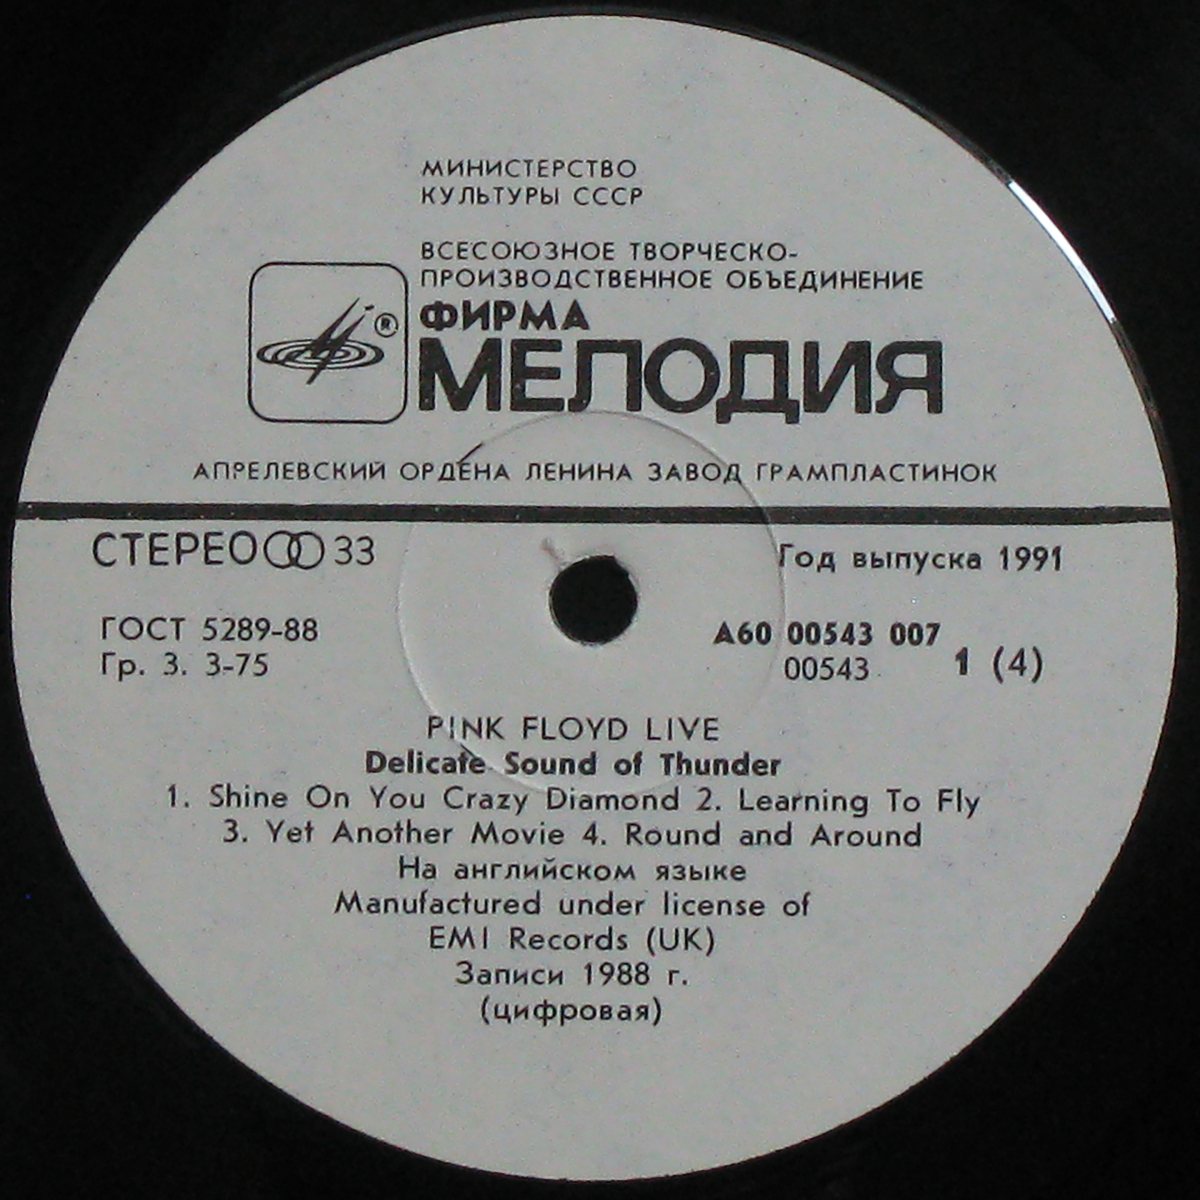 МИНИСТЕРСТВО
КУЛЬТУРЫ СССР
ВСЕСОЮЗНОЕ ТВОРЧЕСКО-
ПРОИЗВОДСТВЕННОЕ ОБЪЕДИНЕНИЕ
ФИРМА
®
МЕЛОДИЯ
АПРЕЛЕВСКИЙ ОРДЕНА ЛЕНИНА ЗАВОД ГРАМПЛАСТИНОК
СТЕРЕО 33
Год выпуска 1991
ГОСТ 5289-88
Гр. 3. 3-75
А60 00543 007
00543 1 (4)
PINK FLOYD LIVE
Delicate Sound of Thunder
1. Shine On You Crazy Diamond 2. Learning To Fly
3. Yet Another Movie 4. Round and Around
На английском языке
Manufactured under license of
EMI Records (UK)
Записи 1988 г.
(цифровая)